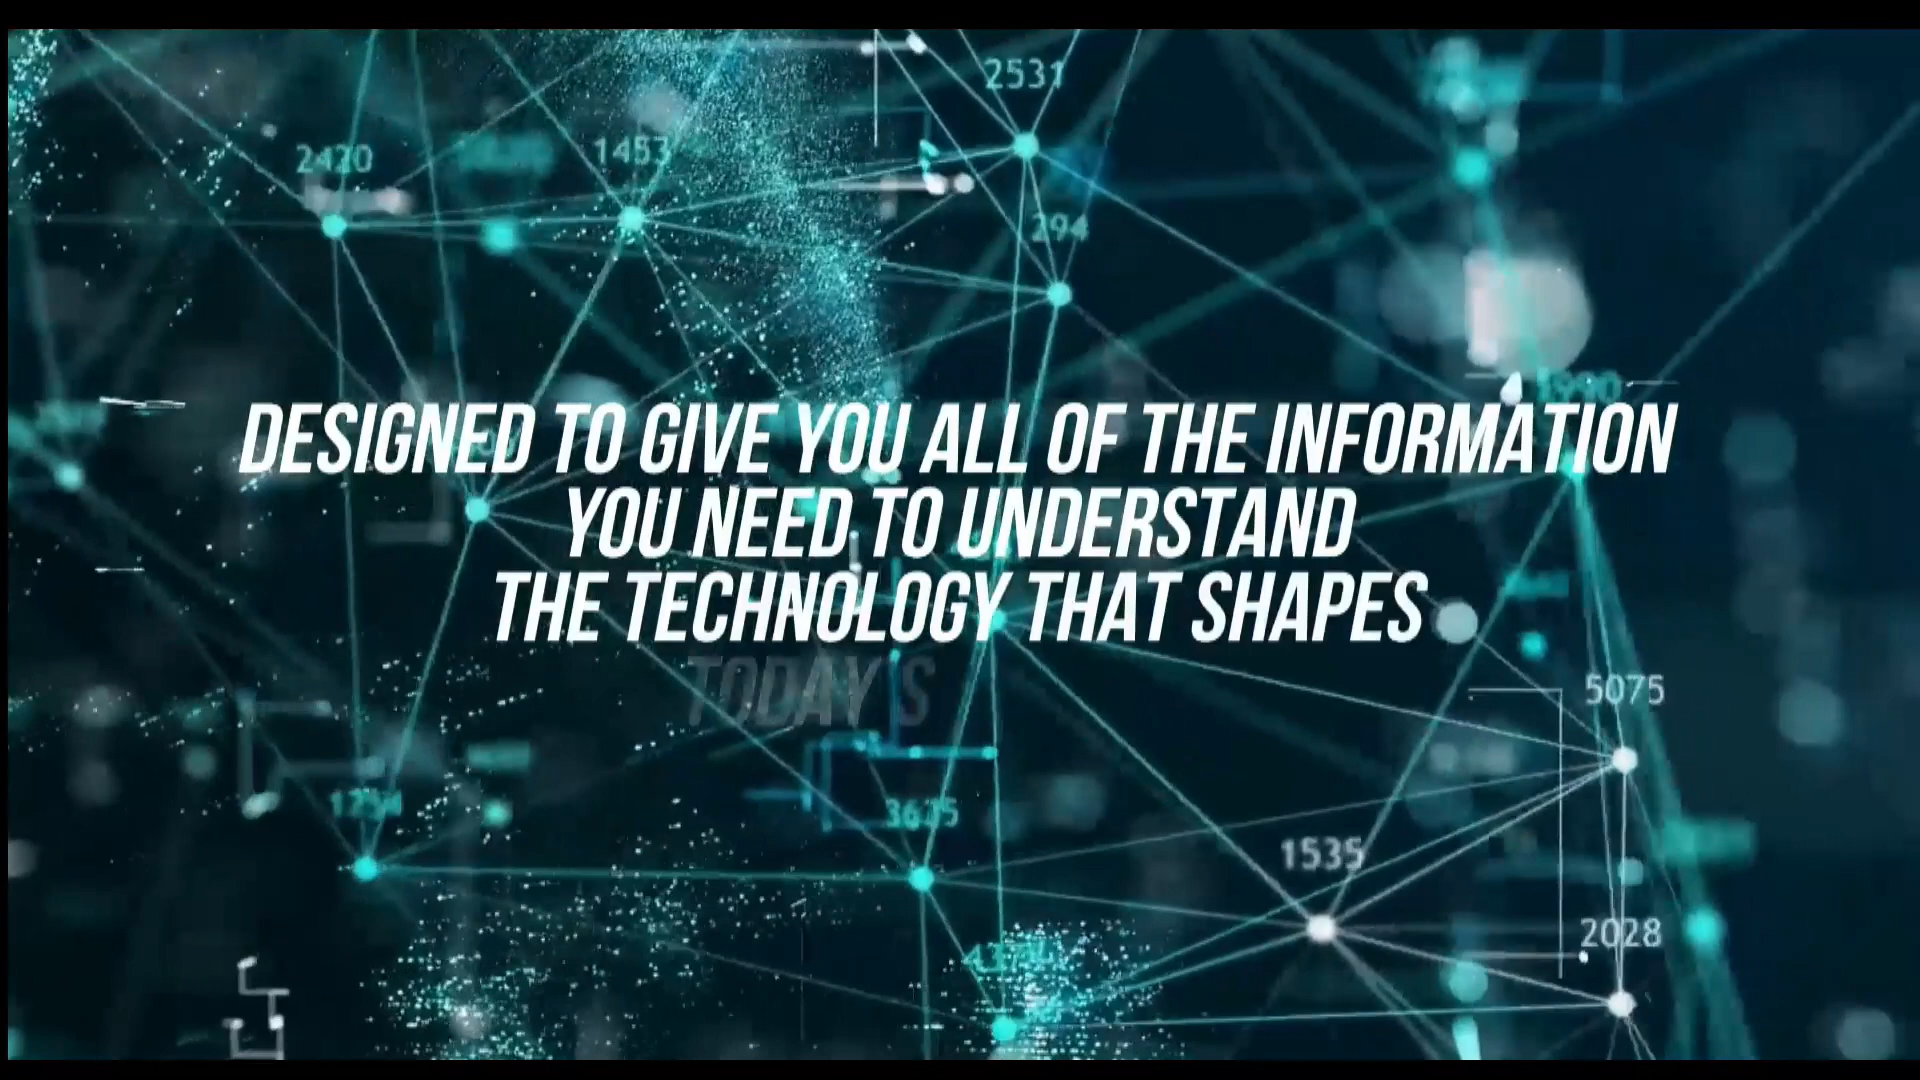 2531
2420
1453
294
DESIGNED TO GIVE YOU ALL OF THE INFORMATION
YOU NEED TO UNDERSTAND
THE TECHNOLOGY THAT SHAPES
TODAY'S
5075
1535
2028